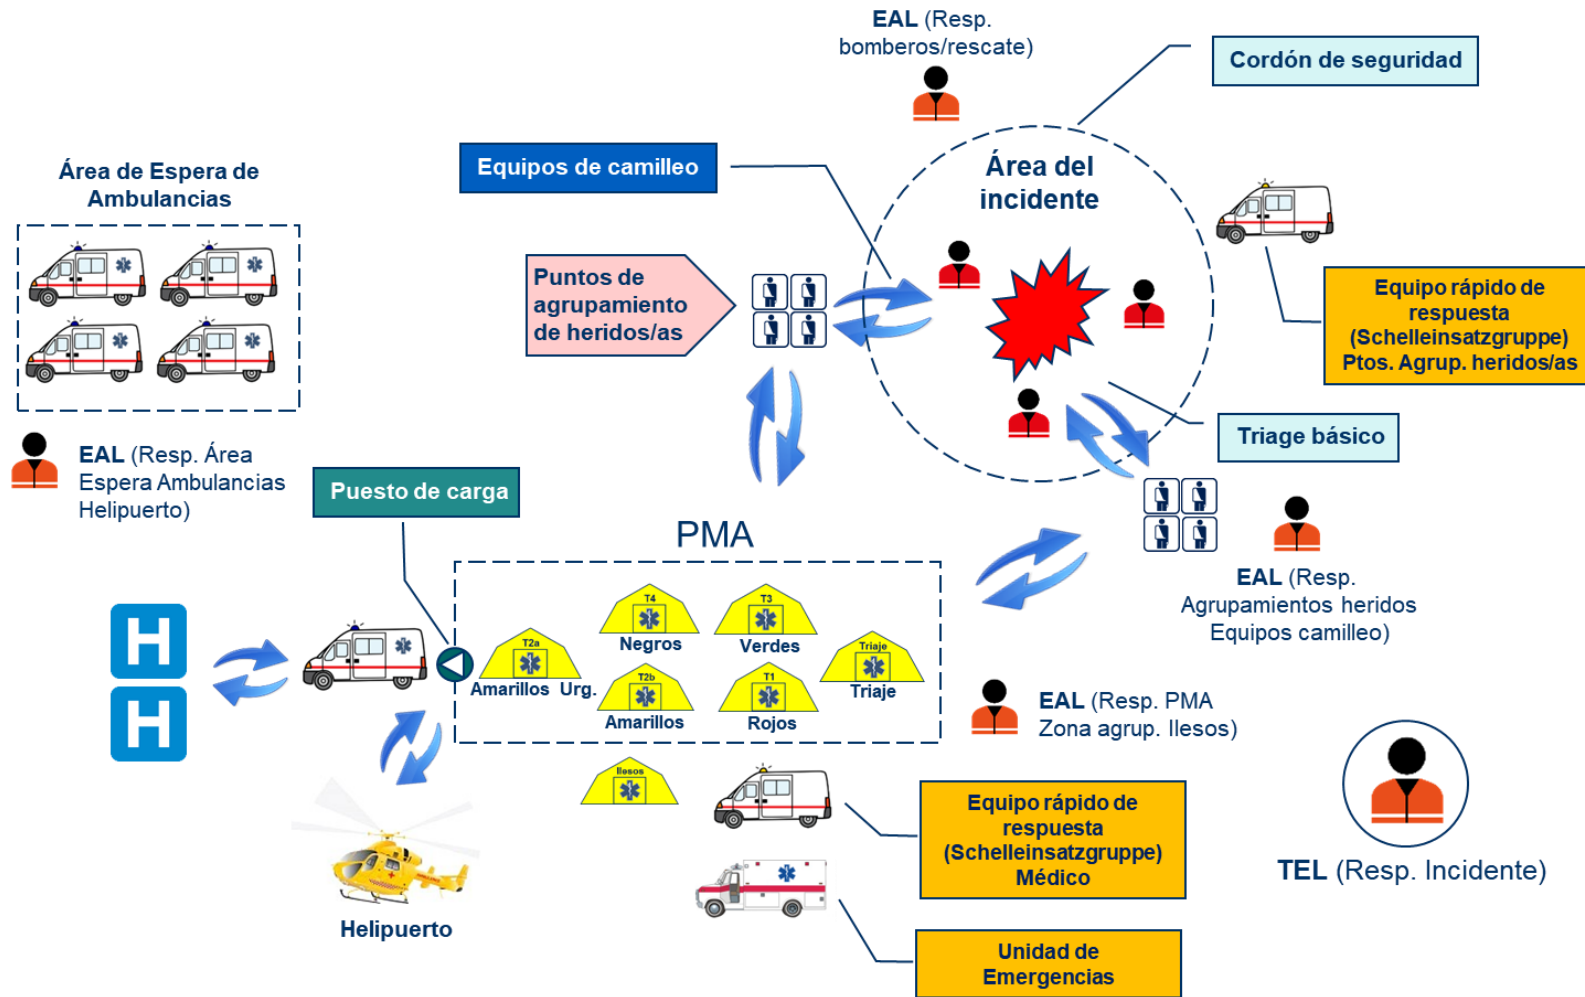 EAL (Resp.
bomberos/rescate)
Cordón de seguridad
Equipos de camilleo
Área del
incidente
Área de Espera de
Ambulancias
Puntos de
agrupamiento
de heridos/as
Equipo rápido de
respuesta
(Schelleinsatzgruppe)
Ptos. Agrup. heridos/as
Triage básico
EAL (Resp. Área
Espera Ambulancias
Helipuerto)
Puesto de carga
PMA
EAL (Resp.
Agrupamientos heridos
Equipos camilleo)
T4
Negros
T3
Verdes
T2a
Amarillos Urg.
Triaje
Triaje
T2b
Amarillos
T1
Rojos
H
H
EAL (Resp. PMA
Zona agrup. Ilesos)
Ilesos
Equipo rápido de
respuesta
(Schelleinsatzgruppe)
Médico
TEL (Resp. Incidente)
Helipuerto
Unidad de
Emergencias